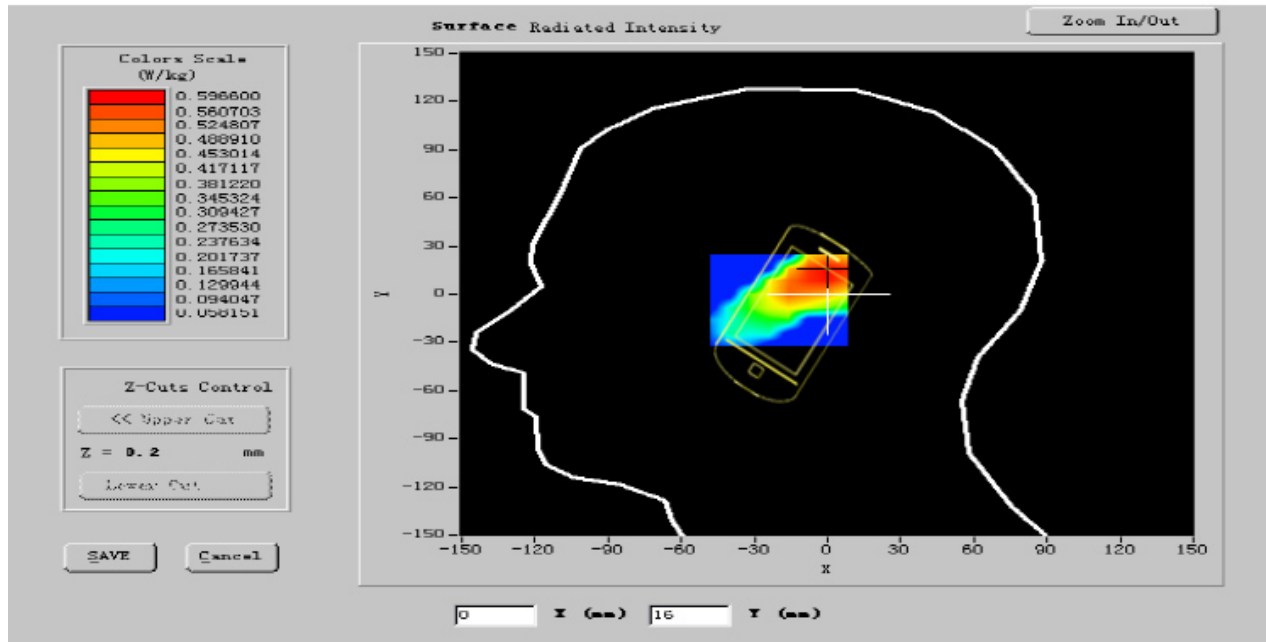 Surface Radiated Intensity
Zoom In/Out
Colors Scale
(W/kg)
0.596600
0.560703
0.524807
0.488910
0.453014
0.417117
0.381220
0.345324
0.309427
0.273530
0.237634
0.201737
0.165841
0.129944
0.094047
0.058151
Z-Cuts Control
<< Upper Cut
Z = 0.2 mm
Lower Cut
SAVE
Cancel
150
120
90
60
30
0
-30
-60
-90
-120
-150
Y
-150 -120 -90 -60 -30 0 30 60 90 120 150
X
0 X (mm) 16 Y (mm)